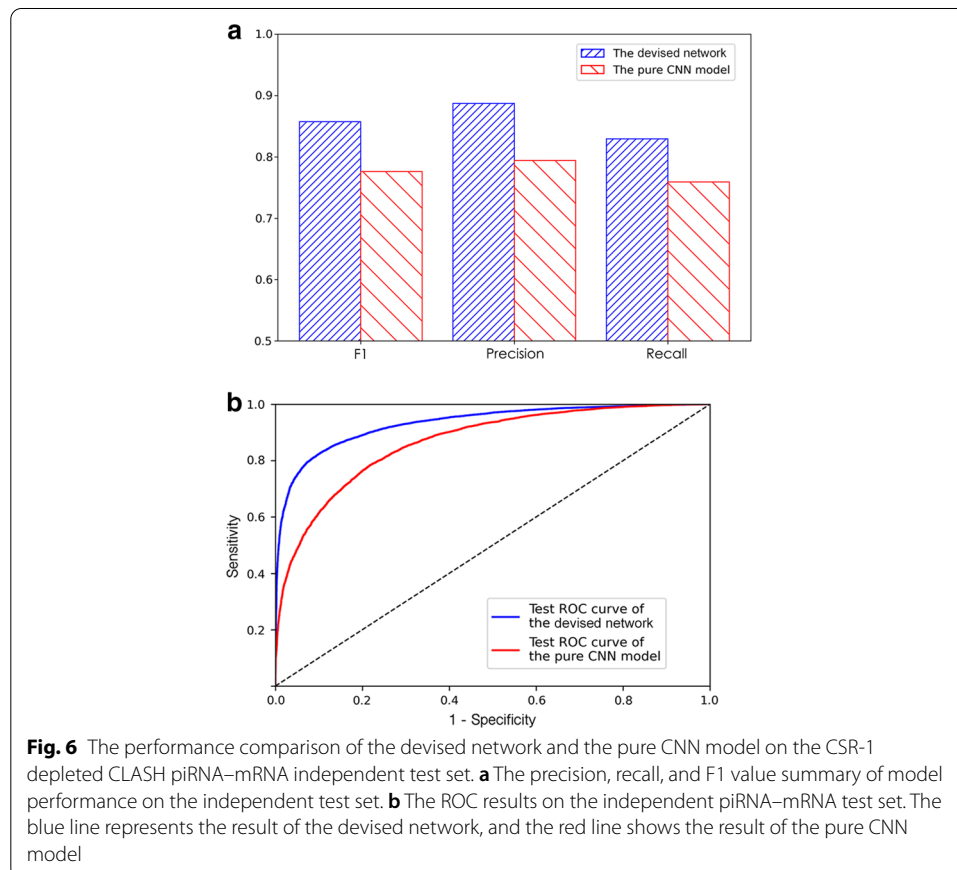 a
1.0
0.9
0.8
0.7
0.6
0.5
The devised network
The pure CNN model
F1 Precision Recall
b
1.0
0.8
0.6
0.4
0.2
Sensitivity
Test ROC curve of
the devised network
Test ROC curve of
the pure CNN model
0.0 0.2 0.4 0.6 0.8 1.0
1 - Specificity
Fig. 6 The performance comparison of the devised network and the pure CNN model on the CSR-1
depleted CLASH piRNA–mRNA independent test set. a The precision, recall, and F1 value summary of model
performance on the independent test set. b The ROC results on the independent piRNA–mRNA test set. The
blue line represents the result of the devised network, and the red line shows the result of the pure CNN
model